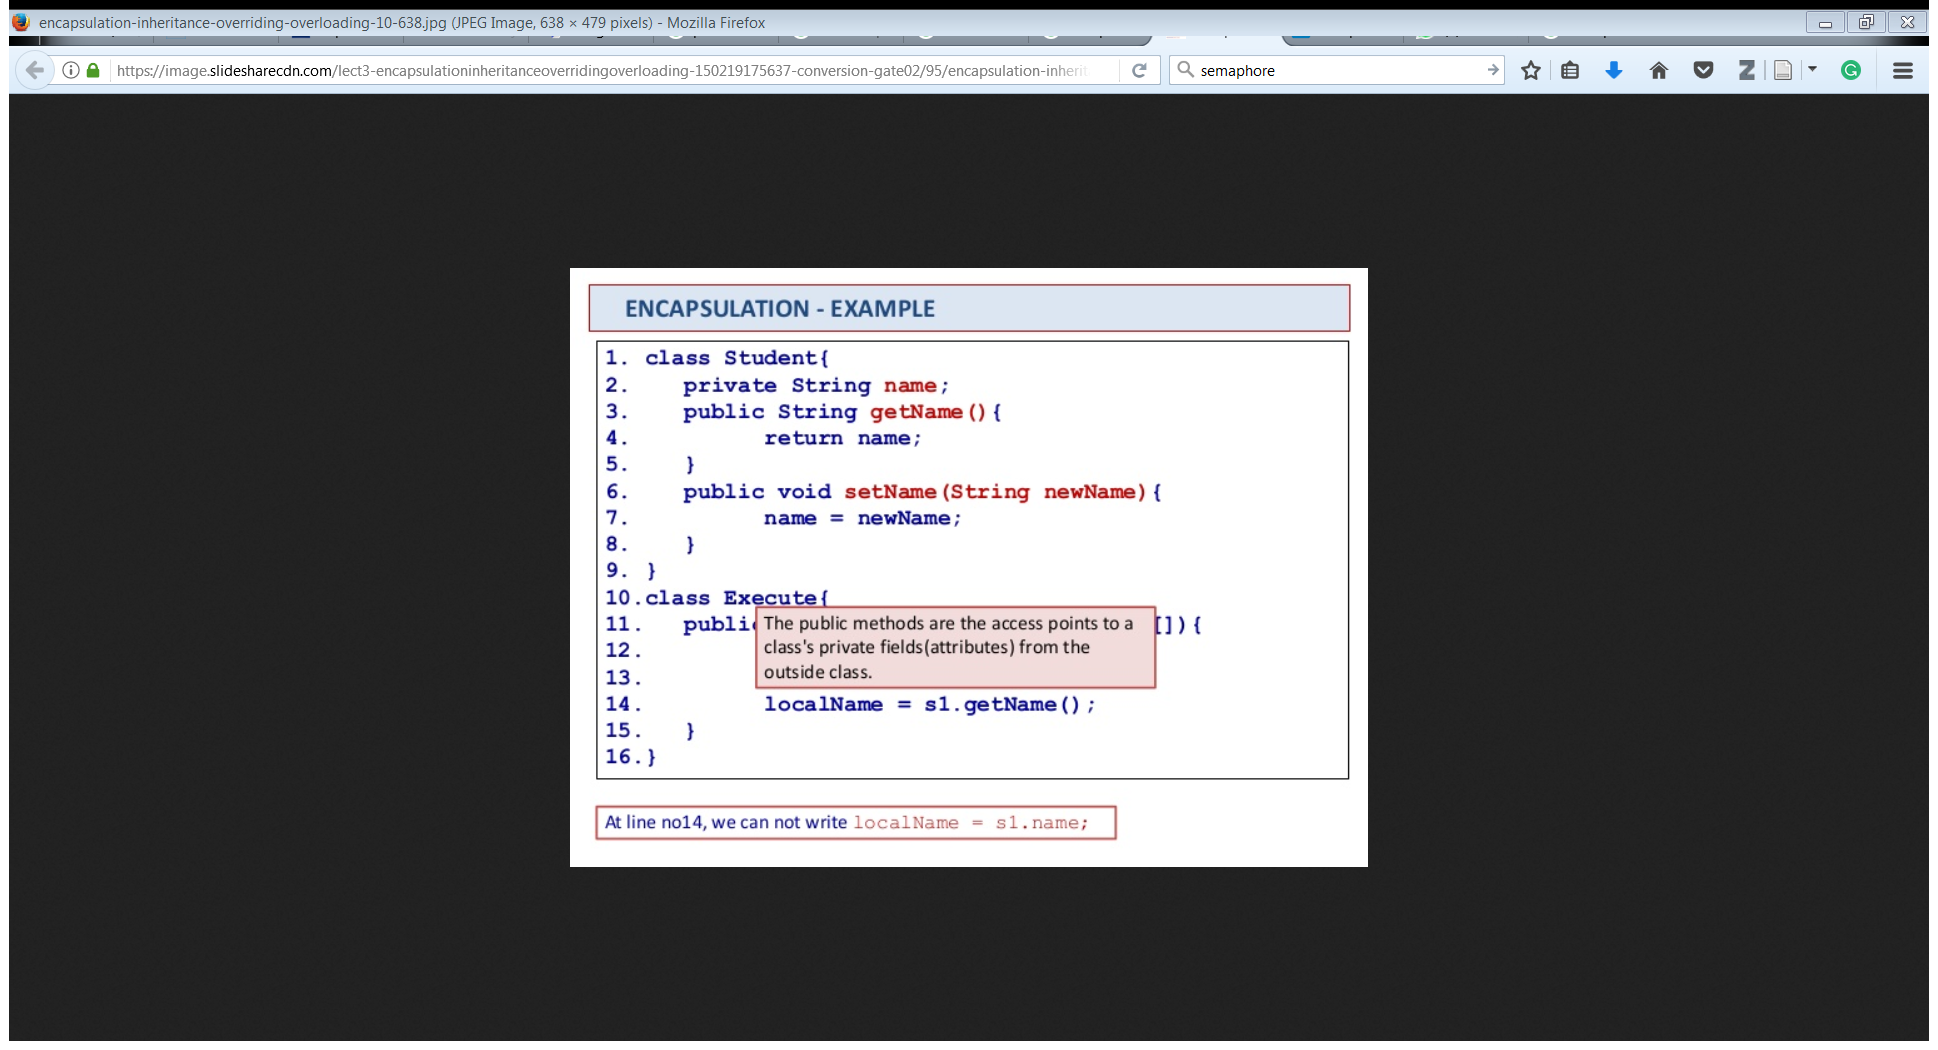 encapsulation-inheritance-overriding-overloading-10-638.jpg (JPEG Image, 638 × 479 pixels) - Mozilla Firefox
https://image.slidesharecdn.com/lect3-encapsulationinheritanceoverridingoverloading-150219175637-conversion-gate02/95/encapsulation-inherit
semaphore
ENCAPSULATION - EXAMPLE
1. class Student{
2. private String name;
3. public String getName(){
4. return name;
5. }
6. public void setName(String newName){
7. name = newName;
8. }
9. }
10.class Execute{
11. public []){
The public methods are the access points to a
class's private fields(attributes) from the
outside class.
12.
13.
14. localName = s1.getName();
15. }
16.}
At line no14, we can not write localName = s1.name;